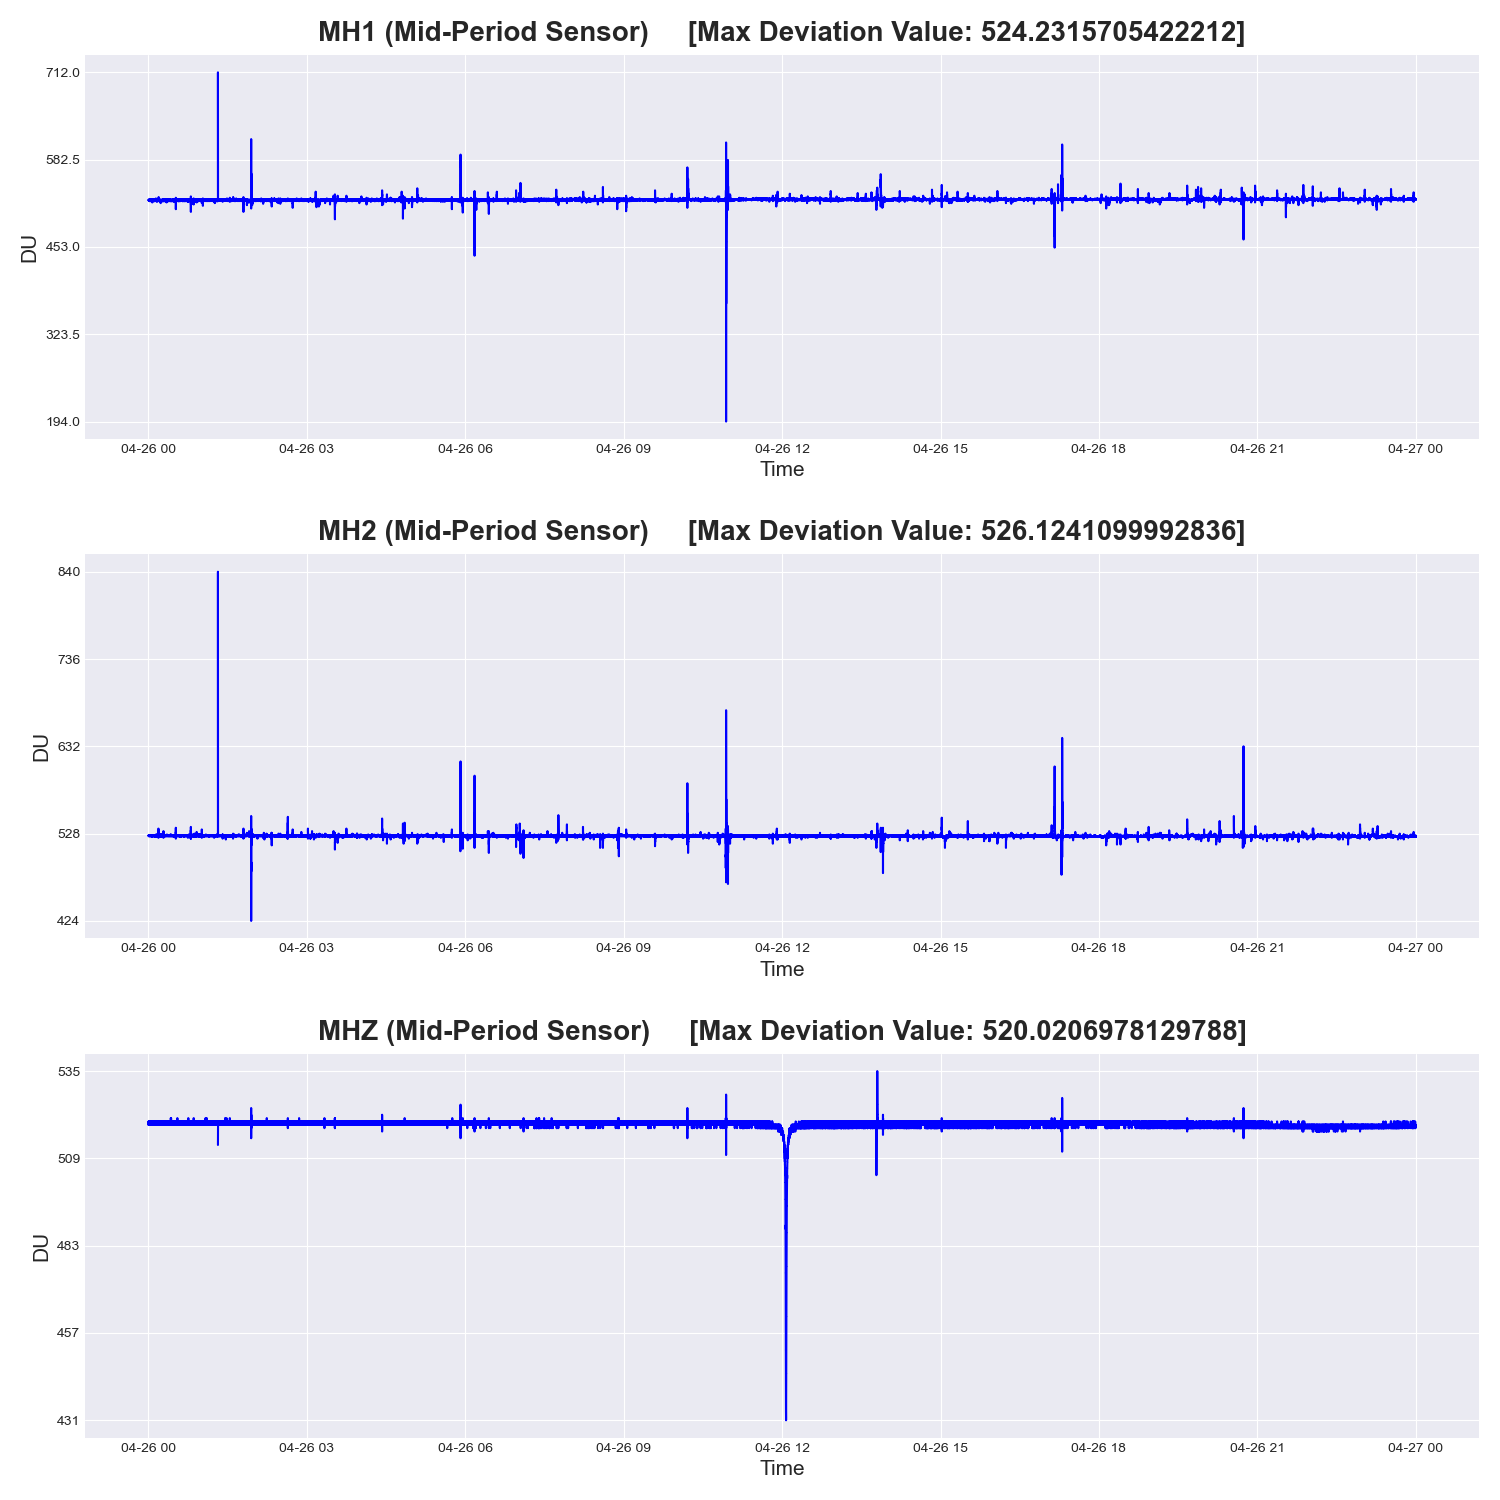 MH1 (Mid-Period Sensor) [Max Deviation Value: 524.2315705422212]
712.0
582.5
453.0
323.5
194.0
DU
04-26 00 04-26 03 04-26 06 04-26 09 04-26 12 04-26 15 04-26 18 04-26 21 04-27 00
Time
MH2 (Mid-Period Sensor) [Max Deviation Value: 526.1241099992836]
840
736
632
528
424
DU
04-26 00 04-26 03 04-26 06 04-26 09 04-26 12 04-26 15 04-26 18 04-26 21 04-27 00
Time
MHZ (Mid-Period Sensor) [Max Deviation Value: 520.0206978129788]
535
509
483
457
431
DU
04-26 00 04-26 03 04-26 06 04-26 09 04-26 12 04-26 15 04-26 18 04-26 21 04-27 00
Time